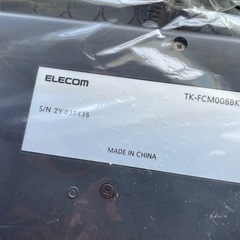 ELECOM
TK-FCM008BK
S/N
MADE IN CHINA